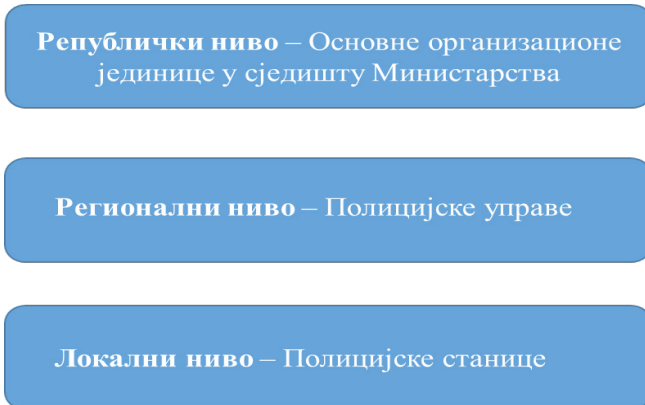 Републички ниво – Основне организационе
јединице у сједишту Министарства
Регионални ниво – Полицијске управе
Локални ниво – Полицијске станице